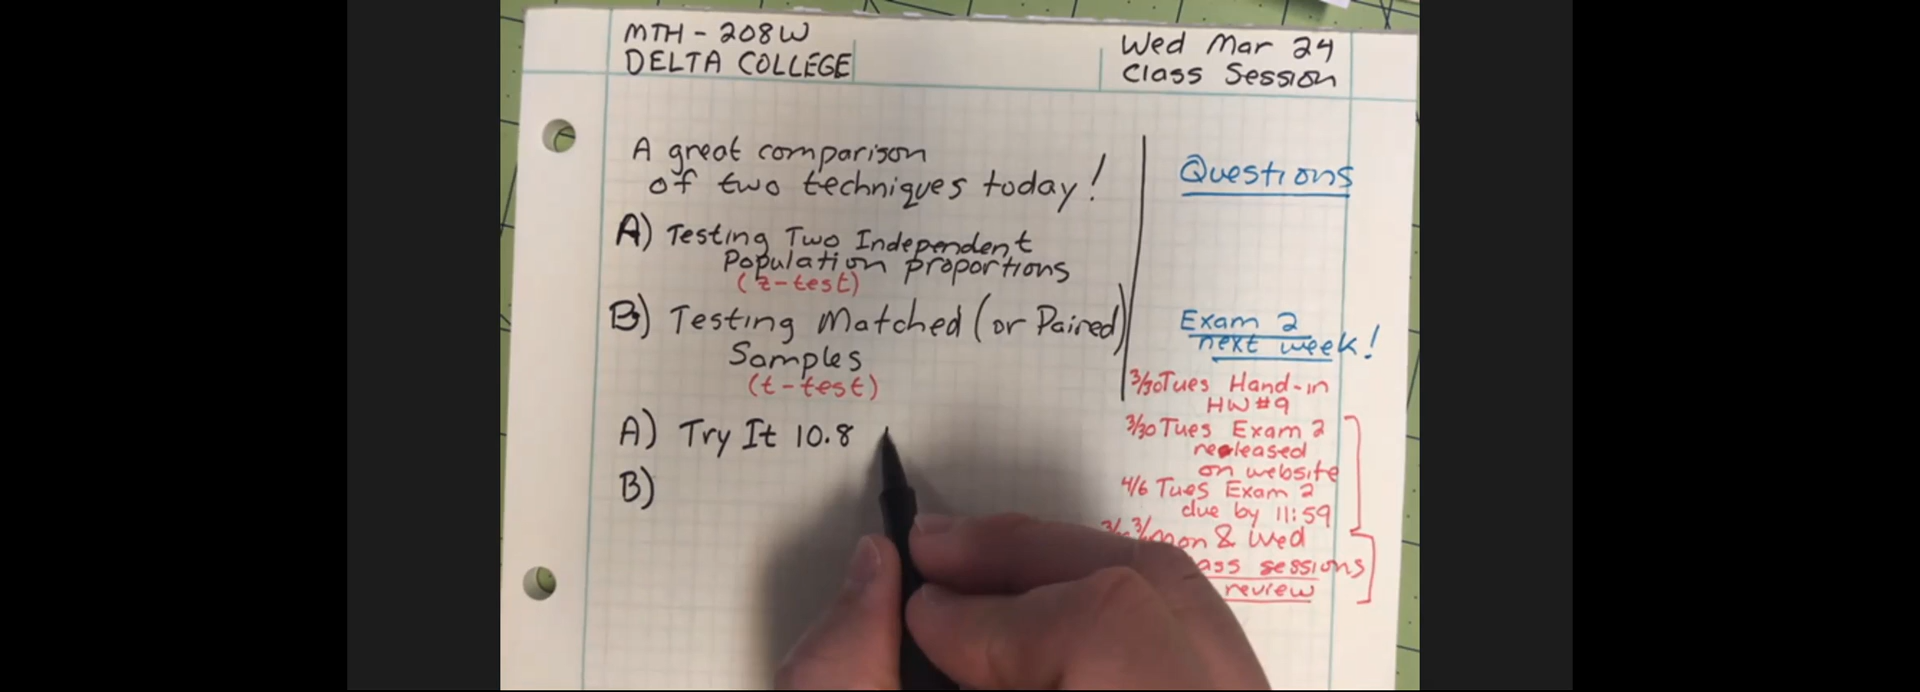 MTH - 208W
DELTA COLLEGE
Wed Mar 24
Class Session
A great comparison
of two techniques today!
A) Testing Two Independent
Population proportions
(z-test)
B) Testing Matched (or Paired)
Samples
(t-test)
A) Try It 10.8
B)
Questions
Exam 2
next week!
3/30 Tues Hand-in
HW #9
3/30 Tues Exam 2
released
on website
4/6 Tues Exam 2
due by 11:59
mon & wed
ass sessions
review